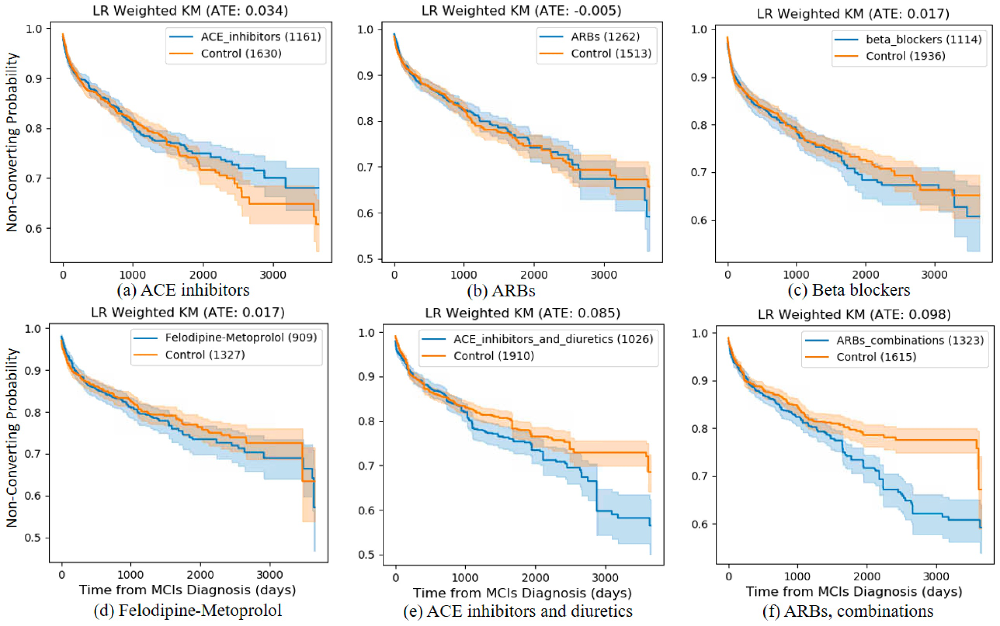 LR Weighted KM (ATE: 0.034)
ACE_inhibitors (1161)
Control (1630)
Non-Converting Probability
1.0
0.9
0.8
0.7
0.6
0 1000 2000 3000
(a) ACE inhibitors
LR Weighted KM (ATE: -0.005)
ARBs (1262)
Control (1513)
1.0
0.9
0.8
0.7
0.6
0.5
0 1000 2000 3000
(b) ARBs
LR Weighted KM (ATE: 0.017)
beta_blockers (1114)
Control (1936)
1.0
0.9
0.8
0.7
0.6
0 1000 2000 3000
(c) Beta blockers
LR Weighted KM (ATE: 0.017)
Felodipine-Metoprolol (909)
Control (1327)
Non-Converting Probability
1.0
0.9
0.8
0.7
0.6
0.5
0 1000 2000 3000
Time from MCIs Diagnosis (days)
(d) Felodipine-Metoprolol
LR Weighted KM (ATE: 0.085)
ACE_inhibitors_and_diuretics (1026)
Control (1910)
1.0
0.9
0.8
0.7
0.6
0.5
0 1000 2000 3000
Time from MCIs Diagnosis (days)
(e) ACE inhibitors and diuretics
LR Weighted KM (ATE: 0.098)
ARBs_combinations (1323)
Control (1615)
1.0
0.9
0.8
0.7
0.6
0 1000 2000 3000
Time from MCIs Diagnosis (days)
(f) ARBs, combinations